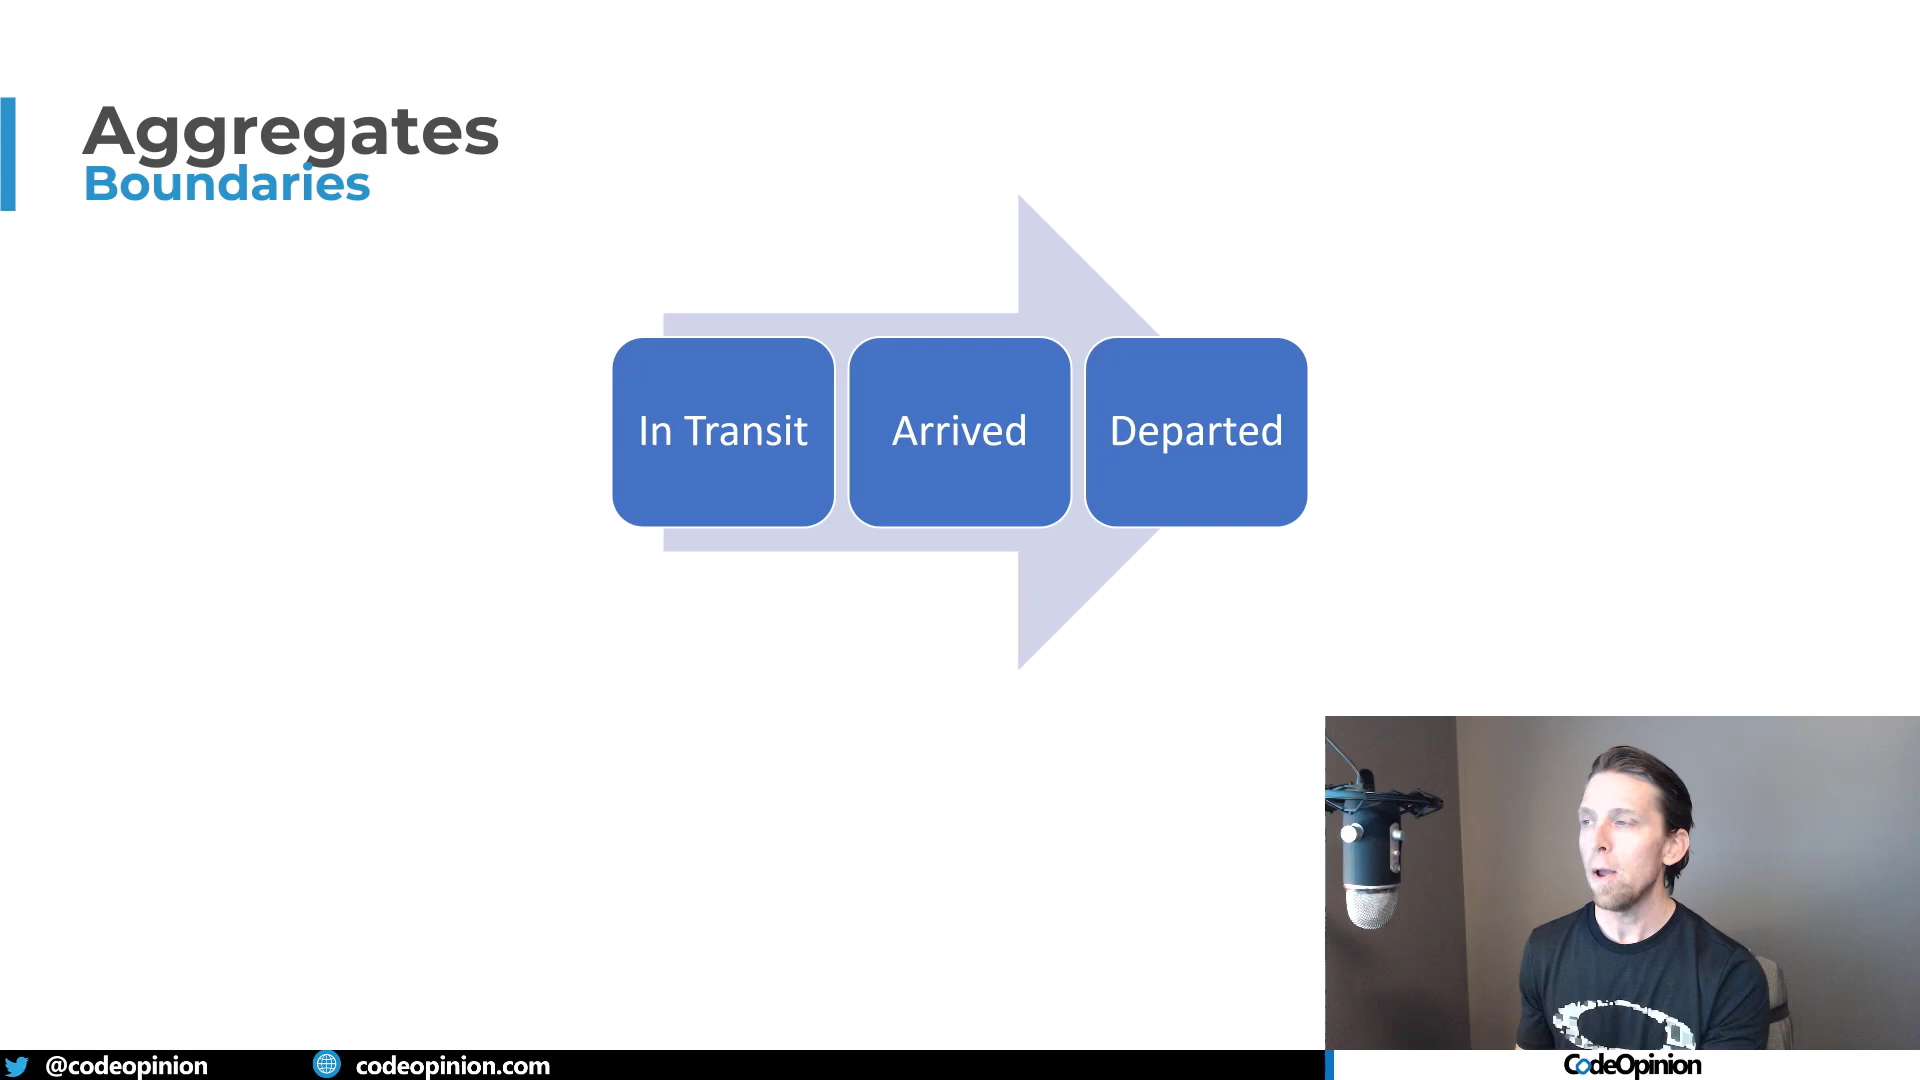 Aggregates
Boundaries
In Transit
Arrived
Departed
@codeopinion
codeopinion.com
CodeOpinion